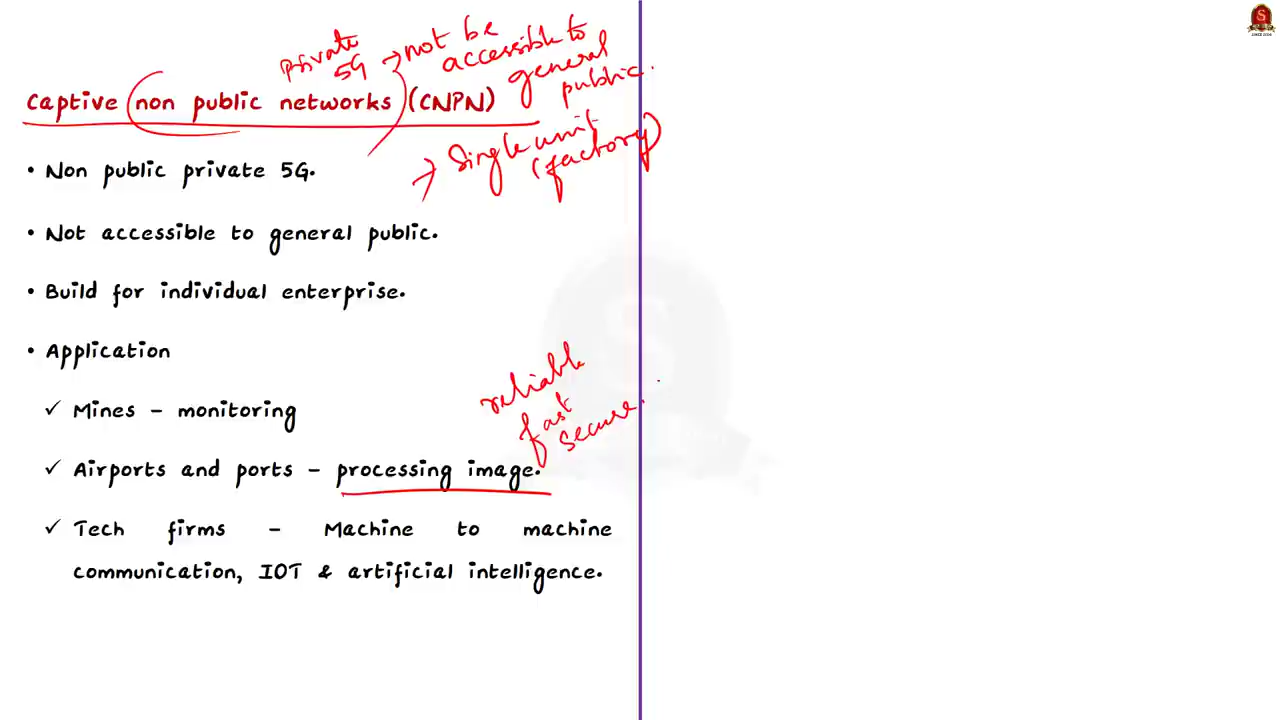 private
5G → not be
accessible to
general
public.
Captive non public networks (CNPN)
→ Single unit
(factory)
• Non public private 5G.
• Not accessible to general public.
• Build for individual enterprise.
• Application
✓ Mines – monitoring
reliable
fast
secure.
✓ Airports and ports – processing image.
✓ Tech firms – Machine to machine
communication, IOT & artificial intelligence.
S